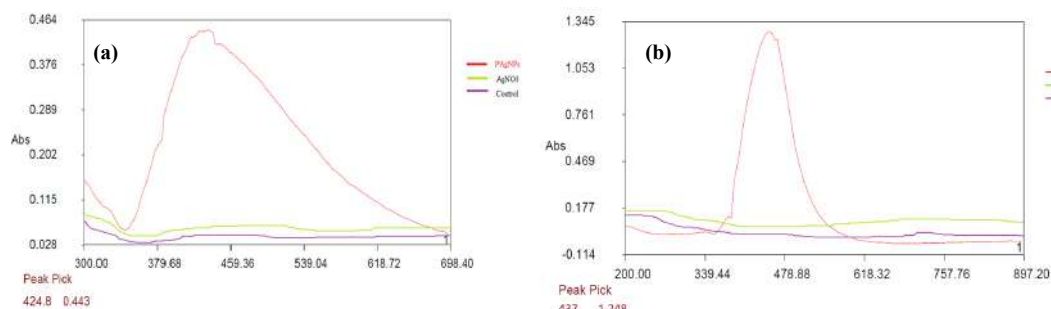 (a)
0.464
0.376
0.289
Abs
0.202
0.115
0.028
300.00 379.68 459.36 539.04 618.72 698.40
Peak Pick
424.8 0.443
PAgNPs
AgNO3
Control
(b)
1.345
1.053
0.761
Abs
0.469
0.177
-0.114
200.00 339.44 478.88 618.32 757.76 897.20
1
Peak Pick
437 1.248